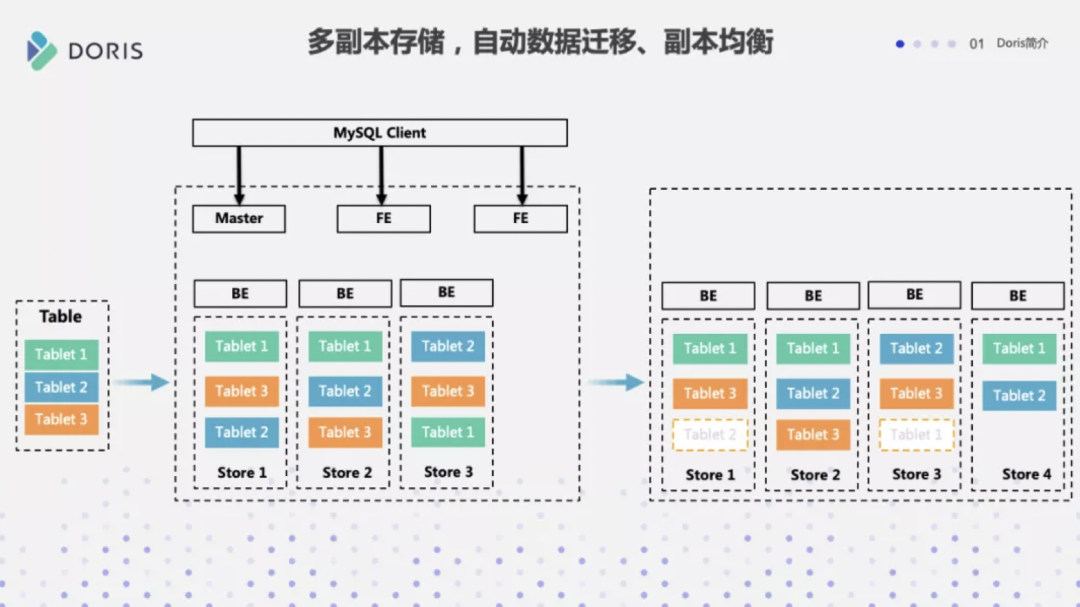 DORIS
多副本存储，自动数据迁移、副本均衡
01 Doris简介
MySQL Client
Master
FE
FE
BE
BE
BE
BE
BE
BE
BE
Table
Tablet 1
Tablet 2
Tablet 3
Tablet 1
Tablet 3
Tablet 2
Store 1
Tablet 1
Tablet 2
Tablet 3
Store 2
Tablet 2
Tablet 3
Tablet 1
Store 3
Tablet 1
Tablet 3
Tablet 2
Store 1
Tablet 1
Tablet 2
Tablet 3
Store 2
Tablet 2
Tablet 3
Tablet 1
Store 3
Tablet 1
Tablet 2
Store 4